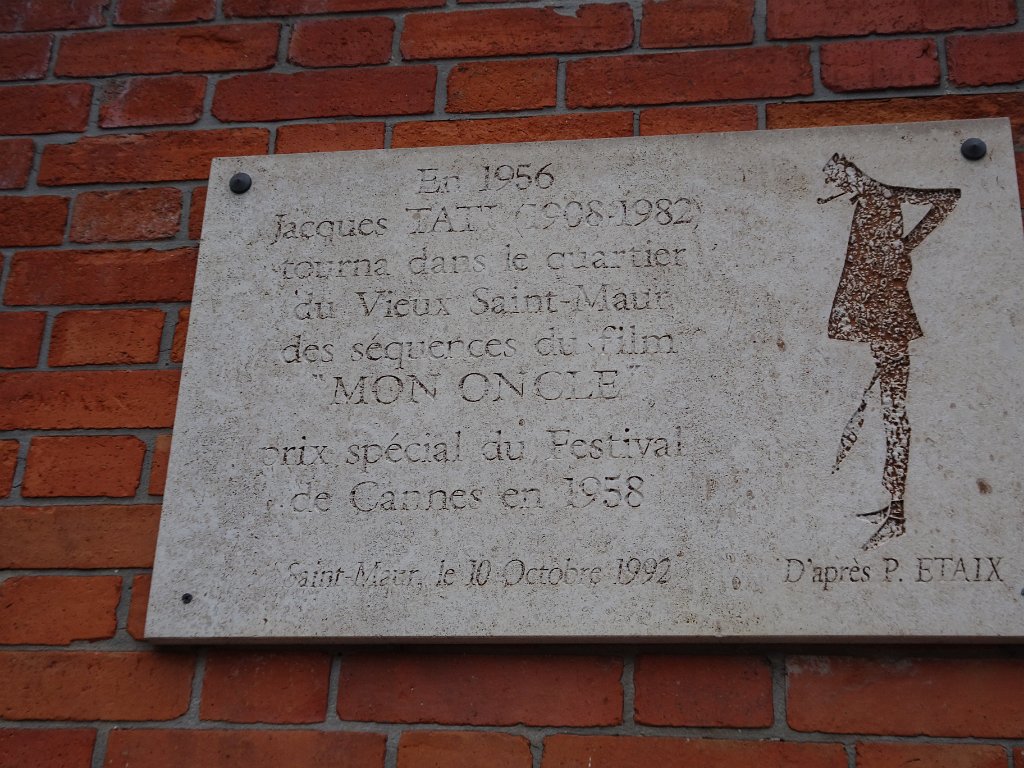 En 1956
Jacques TATI (1908-1982)
tourna dans le quartier
du Vieux Saint-Maur
des séquences du film
"MON ONCLE"
prix spécial du Festival
de Cannes en 1958
Saint-Maur, le 10 Octobre 1992
D'après P. ETAIX